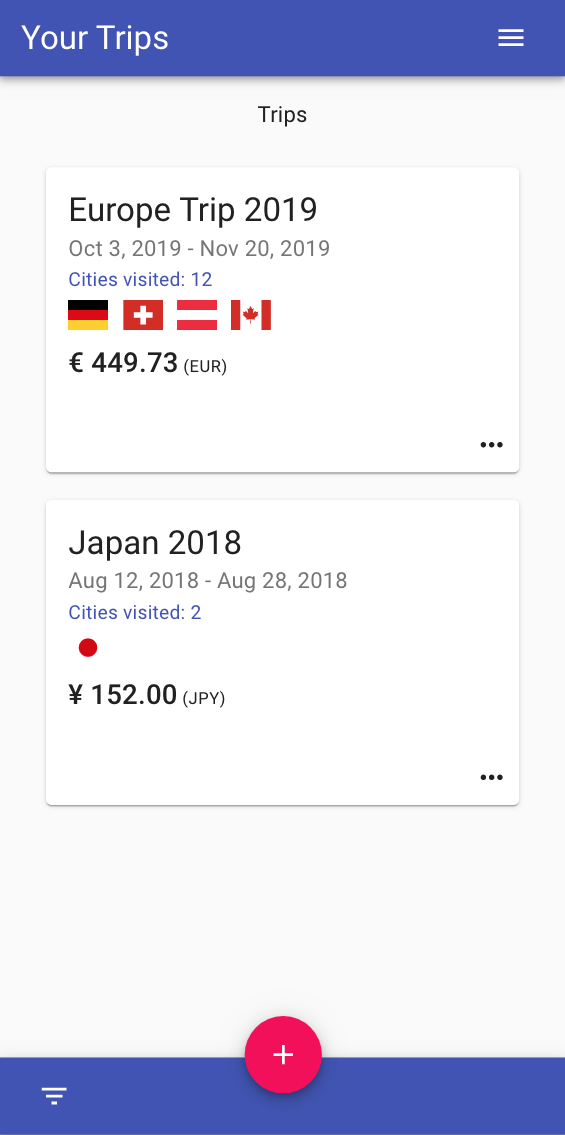 Your Trips
Trips
Europe Trip 2019
Oct 3, 2019 - Nov 20, 2019
Cities visited: 12
€ 449.73 (EUR)
Japan 2018
Aug 12, 2018 - Aug 28, 2018
Cities visited: 2
¥ 152.00 (JPY)